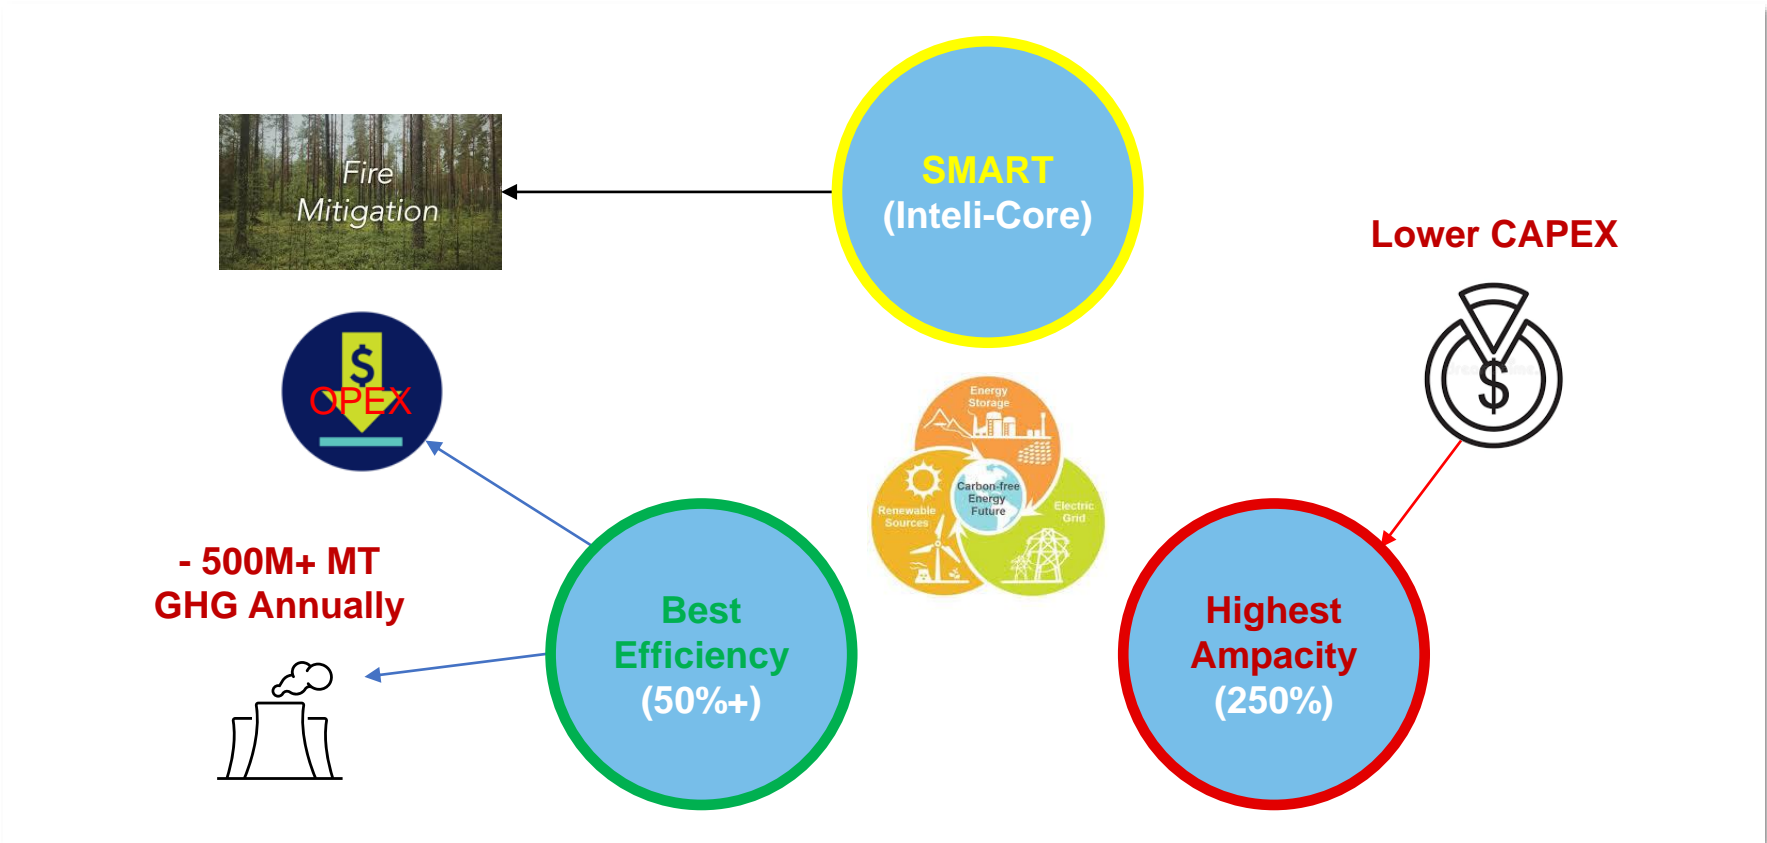 SMART
(Inteli-Core)
Fire
Mitigation
Lower CAPEX
$
OPEX
$
Energy
Storage
Carbon-free
Energy
Future
Renewable
Sources
Electric
Grid
- 500M+ MT
GHG Annually
Best
Efficiency
(50%+)
Highest
Ampacity
(250%)